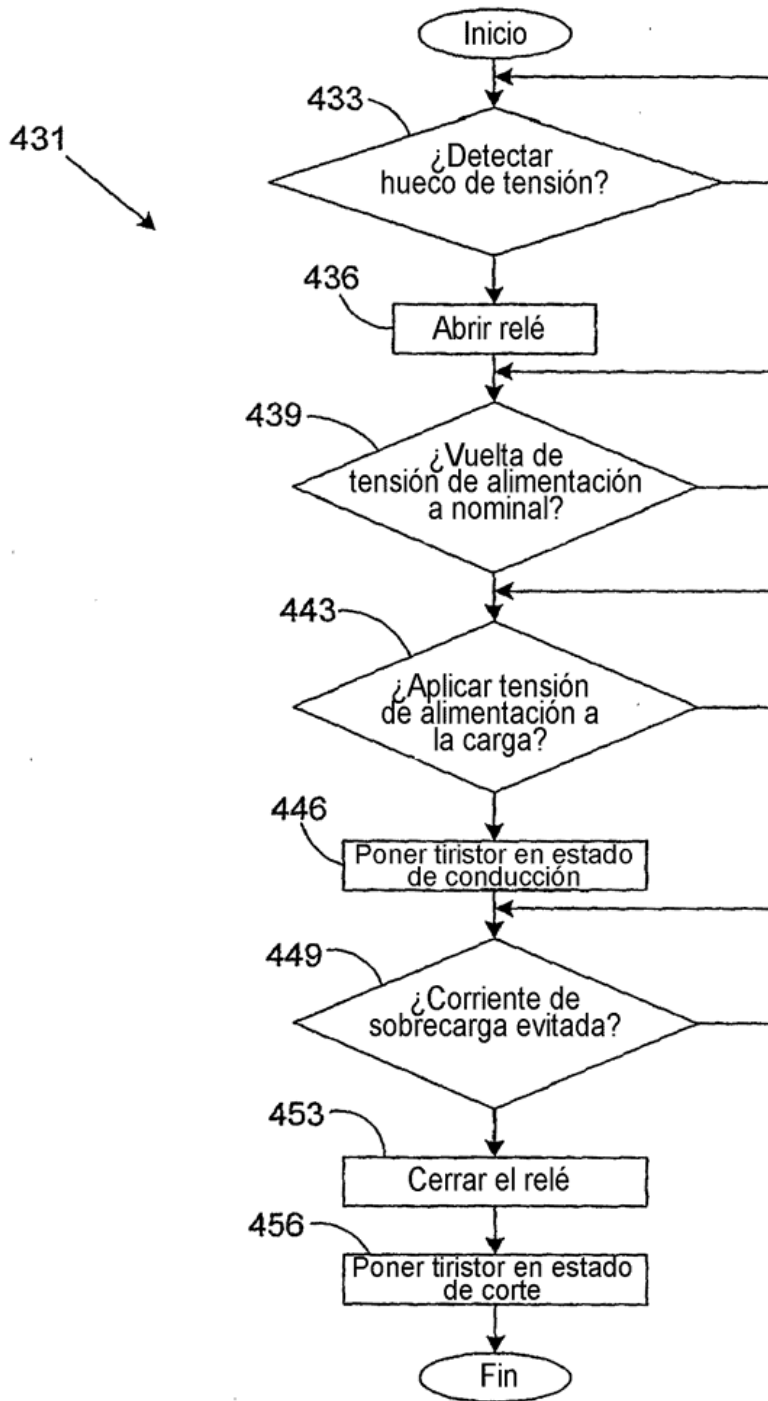 Inicio
433
431
¿Detectar
hueco de tensión?
436
Abrir relé
439
¿Vuelta de
tensión de alimentación
a nominal?
443
¿Aplicar tensión
de alimentación a
la carga?
446
Poner tiristor en estado
de conducción
449
¿Corriente de
sobrecarga evitada?
453
Cerrar el relé
456
Poner tiristor en estado
de corte
Fin